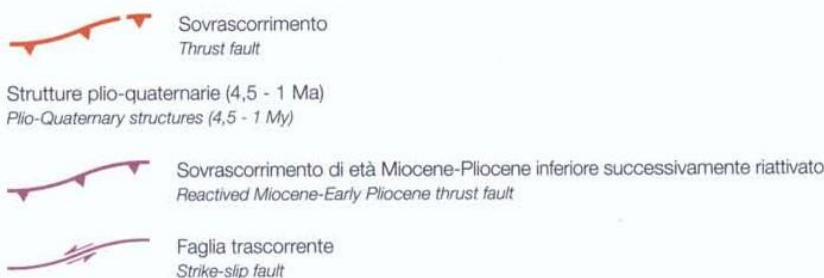 Sovrascorrimento
Thrust fault
Strutture plio-quaternarie (4,5 - 1 Ma)
Plio-Quaternary structures (4,5 - 1 My)
Sovrascorrimento di età Miocene-Pliocene inferiore successivamente riattivato
Reactived Miocene-Early Pliocene thrust fault
Faglia trascorrente
Strike-slip fault